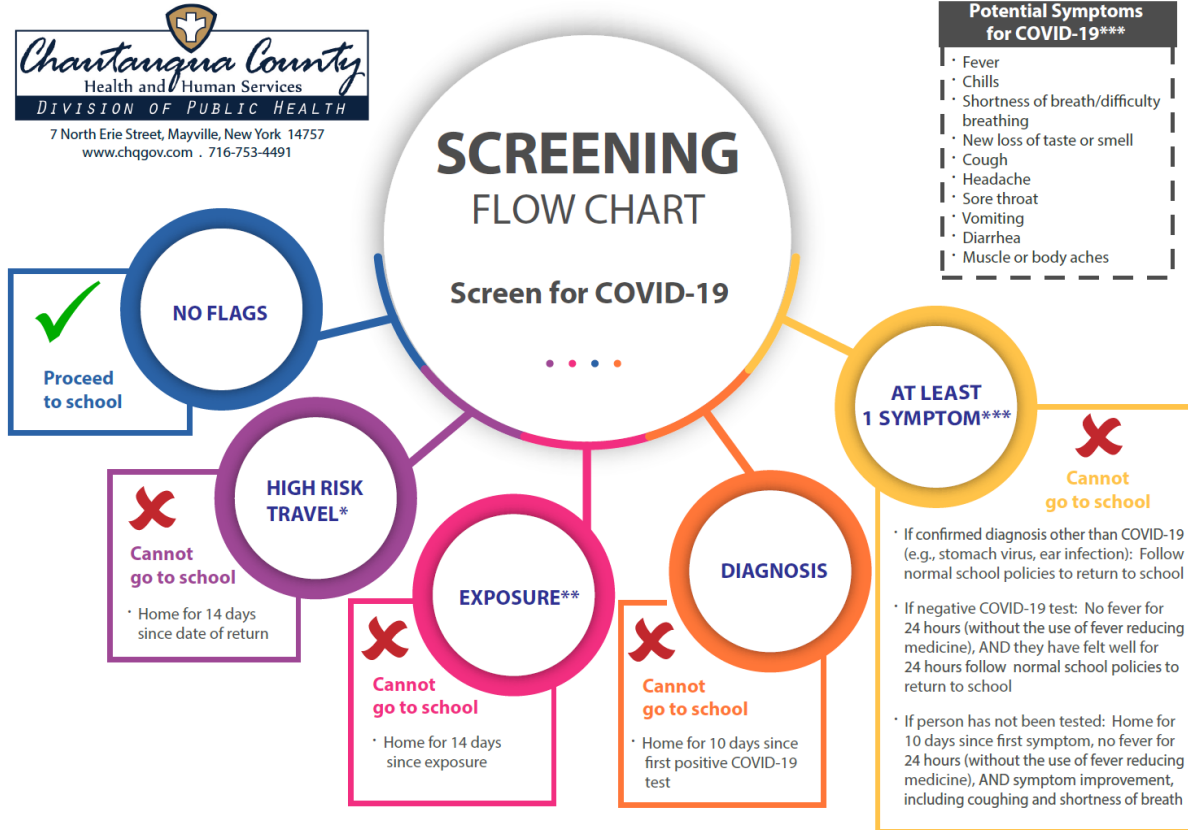 Chautauqua County
Health and Human Services
DIVISION OF PUBLIC HEALTH
7 North Erie Street, Mayville, New York 14757
www.chqgov.com . 716-753-4491
SCREENING
FLOW CHART
Screen for COVID-19
Potential Symptoms
for COVID-19***
· Fever
· Chills
· Shortness of breath/difficulty
breathing
· New loss of taste or smell
· Cough
· Headache
· Sore throat
· Vomiting
· Diarrhea
· Muscle or body aches
NO FLAGS
Proceed
to school
HIGH RISK
TRAVEL*
Cannot
go to school
· Home for 14 days
since date of return
EXPOSURE**
Cannot
go to school
· Home for 14 days
since exposure
DIAGNOSIS
Cannot
go to school
· Home for 10 days since
first positive COVID-19
test
AT LEAST
1 SYMPTOM***
Cannot
go to school
· If confirmed diagnosis other than COVID-19
(e.g., stomach virus, ear infection): Follow
normal school policies to return to school
· If negative COVID-19 test: No fever for
24 hours (without the use of fever reducing
medicine), AND they have felt well for
24 hours follow normal school policies to
return to school
· If person has not been tested: Home for
10 days since first symptom, no fever for
24 hours (without the use of fever reducing
medicine), AND symptom improvement,
including coughing and shortness of breath